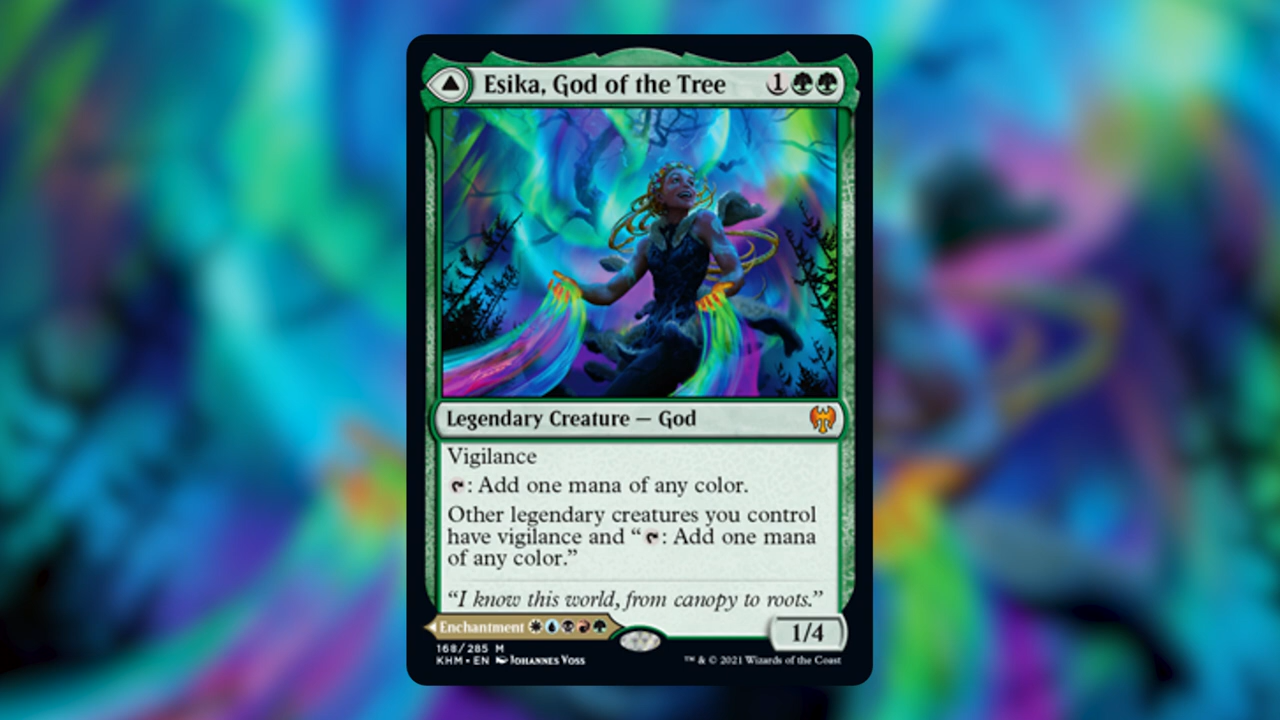 Esika, God of the Tree 1
Legendary Creature — God
Vigilance
: Add one mana of any color.
Other legendary creatures you control
have vigilance and “ : Add one mana
of any color.”
“I know this world, from canopy to roots.”
Enchantment
1/4
168/285 M
KHM • EN Johannes Voss
™ & © 2021 Wizards of the Coast